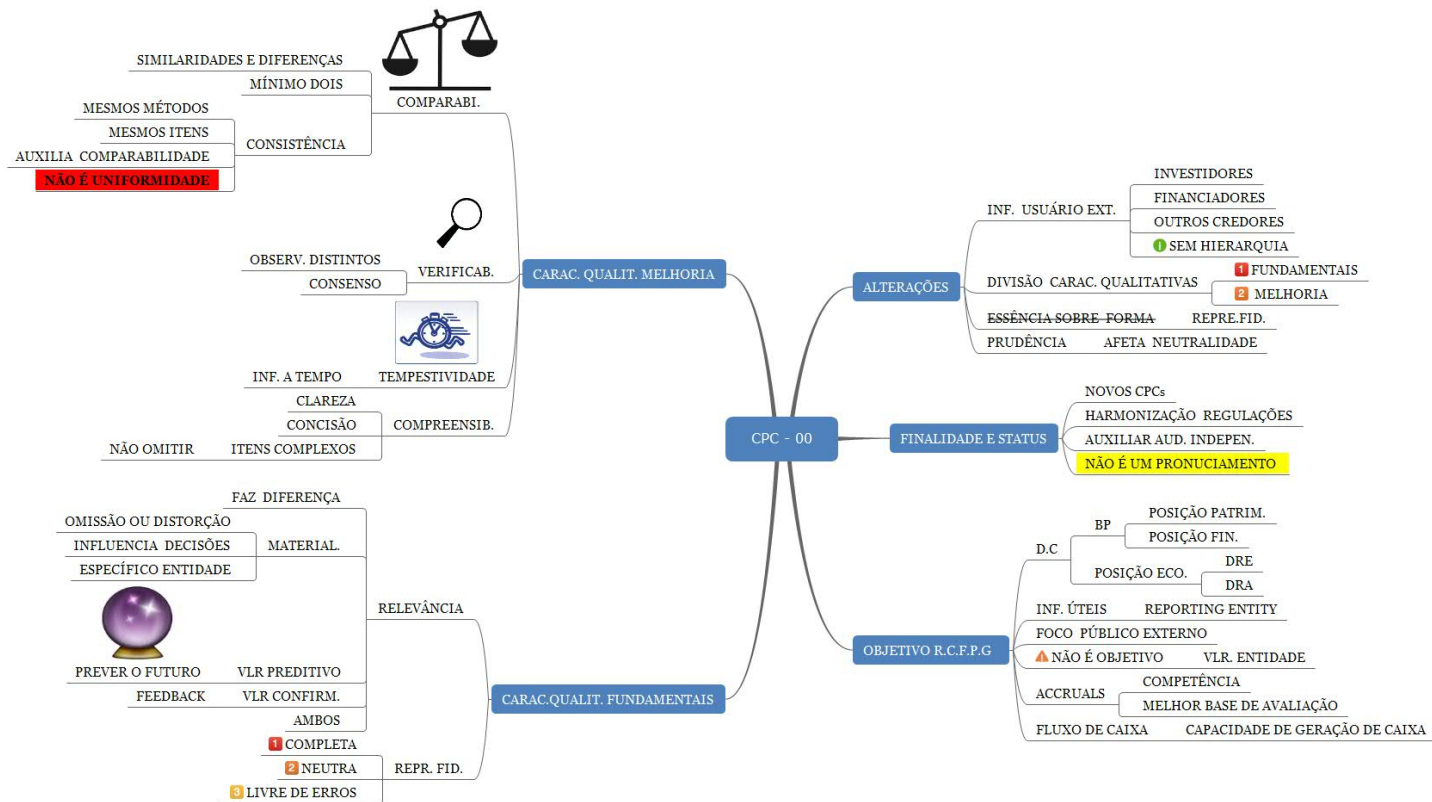 CPC - 00
CARAC. QUALIT. MELHORIA
COMPARABI.
SIMILARIDADES E DIFERENÇAS
MÍNIMO DOIS
CONSISTÊNCIA
MESMOS MÉTODOS
MESMOS ITENS
AUXILIA COMPARABILIDADE
NÃO É UNIFORMIDADE
VERIFICAB.
OBSERV. DISTINTOS
CONSENSO
TEMPESTIVIDADE
INF. A TEMPO
COMPREENSIB.
CLAREZA
CONCISÃO
ITENS COMPLEXOS
NÃO OMITIR
CARAC.QUALIT. FUNDAMENTAIS
RELEVÂNCIA
FAZ DIFERENÇA
MATERIAL.
OMISSÃO OU DISTORÇÃO
INFLUENCIA DECISÕES
ESPECÍFICO ENTIDADE
VLR PREDITIVO
PREVER O FUTURO
VLR CONFIRM.
FEEDBACK
AMBOS
REPR. FID.
1 COMPLETA
2 NEUTRA
3 LIVRE DE ERROS
ALTERAÇÕES
INF. USUÁRIO EXT.
INVESTIDORES
FINANCIADORES
OUTROS CREDORES
! SEM HIERARQUIA
DIVISÃO CARAC. QUALITATIVAS
1 FUNDAMENTAIS
2 MELHORIA
ESSÊNCIA SOBRE FORMA
REPRE.FID.
PRUDÊNCIA
AFETA NEUTRALIDADE
FINALIDADE E STATUS
NOVOS CPCs
HARMONIZAÇÃO REGULAÇÕES
AUXILIAR AUD. INDEPEN.
NÃO É UM PRONUCIAMENTO
OBJETIVO R.C.F.P.G
D.C
BP
POSIÇÃO PATRIM.
POSIÇÃO FIN.
POSIÇÃO ECO.
DRE
DRA
INF. ÚTEIS
REPORTING ENTITY
FOCO PÚBLICO EXTERNO
NÃO É OBJETIVO
VLR. ENTIDADE
ACCRUALS
COMPETÊNCIA
MELHOR BASE DE AVALIAÇÃO
FLUXO DE CAIXA
CAPACIDADE DE GERAÇÃO DE CAIXA